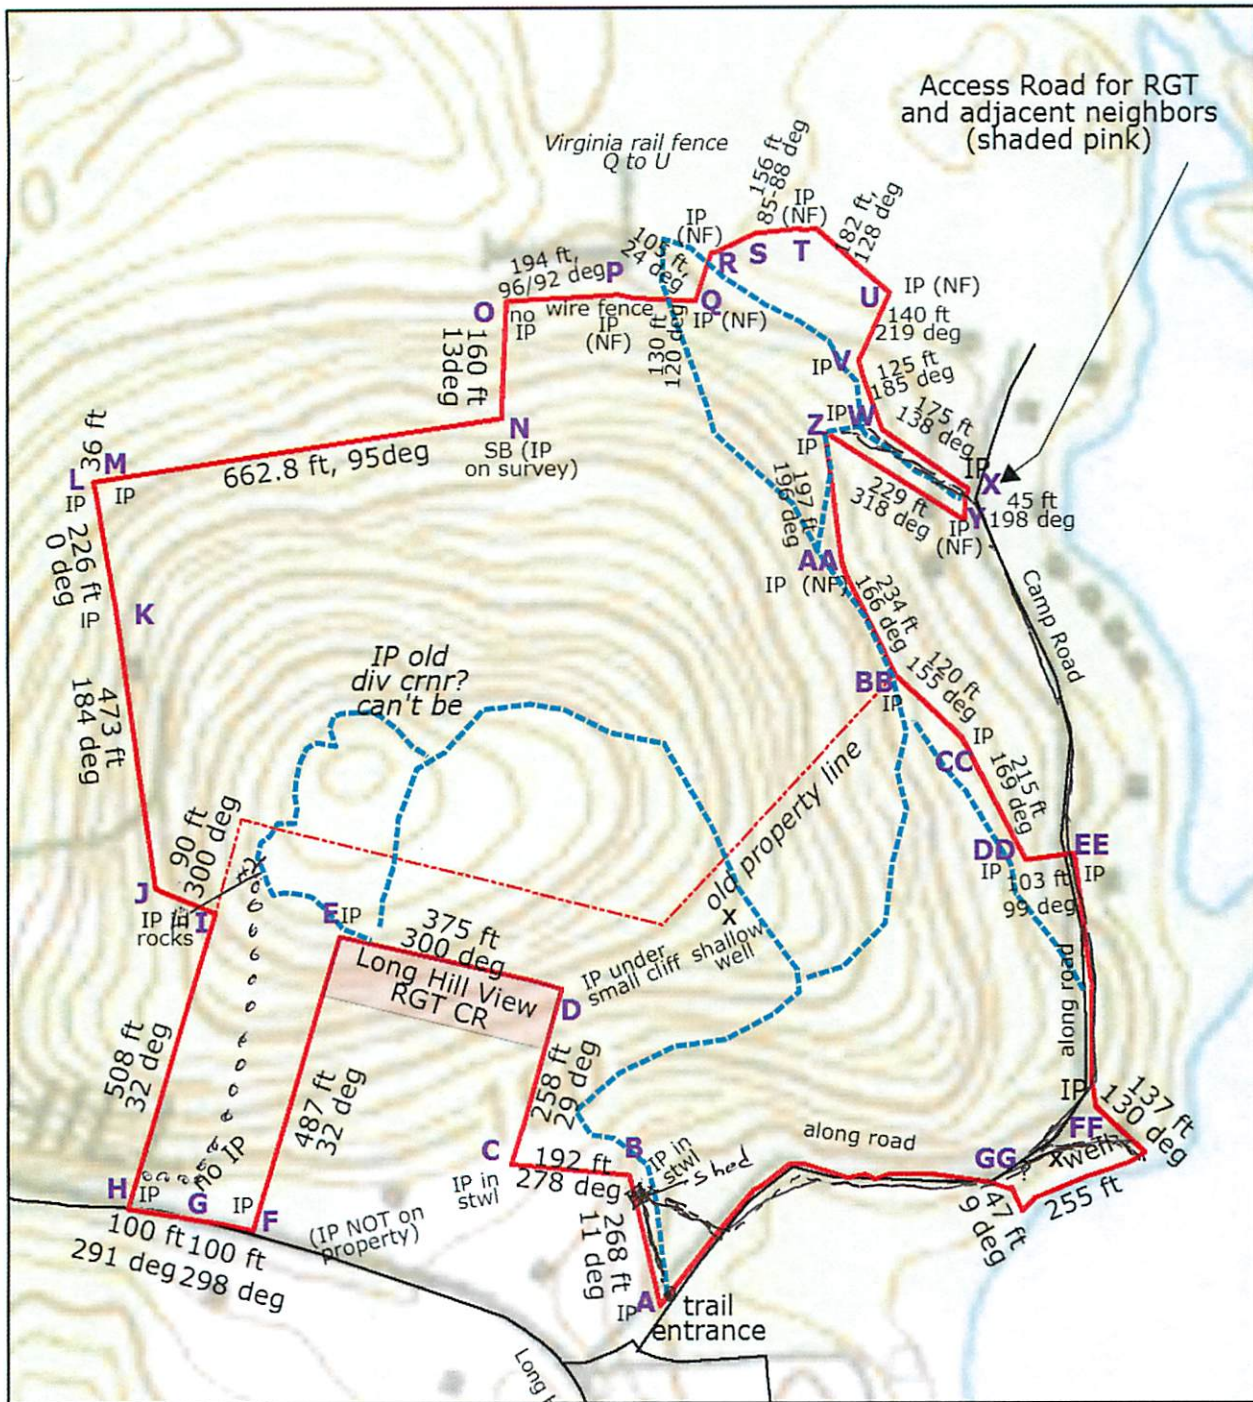 Access Road for RGT
and adjacent neighbors
(shaded pink)
Virginia rail fence
Q to U
156 ft
85-88 deg
IP
(NF)
IP
(NF)
182 ft,
128 deg
105 ft,
24 deg
194 ft,
96/92 deg
P
R
S
T
U
IP (NF)
O
no
IP
wire fence
IP
(NF)
Q
IP (NF)
140 ft
219 deg
130 ft
120 deg
160 ft
13deg
IP
V
125 ft
185 deg
Z
IP
IP
W
175 ft
138 deg
N
SB (IP
on survey)
36 ft
L
M
IP
IP
662.8 ft, 95deg
IP
X
45 ft
198 deg
Y
IP
(NF)
229 ft
318 deg
197 ft
196 deg
226 ft
0 deg
AA
IP (NF)
Camp Road
IP
K
234 ft
166 deg
IP old
div crnr?
can't be
BB
IP
120 ft
155 deg
IP
473 ft
184 deg
CC
215 ft
169 deg
old property line
90 ft
300 deg
DD
IP
EE
IP
103 ft
99 deg
J
IP in
rocks
I
E
IP
375 ft
300 deg
x
shallow
well
IP under
small cliff
Long Hill View
RGT CR
D
along road
508 ft
32 deg
487 ft
32 deg
258 ft
29 deg
IP
137 ft
130 deg
FF
along road
C
B
IP in
stwl
Shed
GG
?
x
well
192 ft
278 deg
IP in
stwl
no IP
H
IP
G
IP
F
(IP NOT on
property)
47 ft
9 deg
255 ft
100 ft
291 deg
100 ft
298 deg
268 ft
11 deg
A
IP
trail
entrance
Long